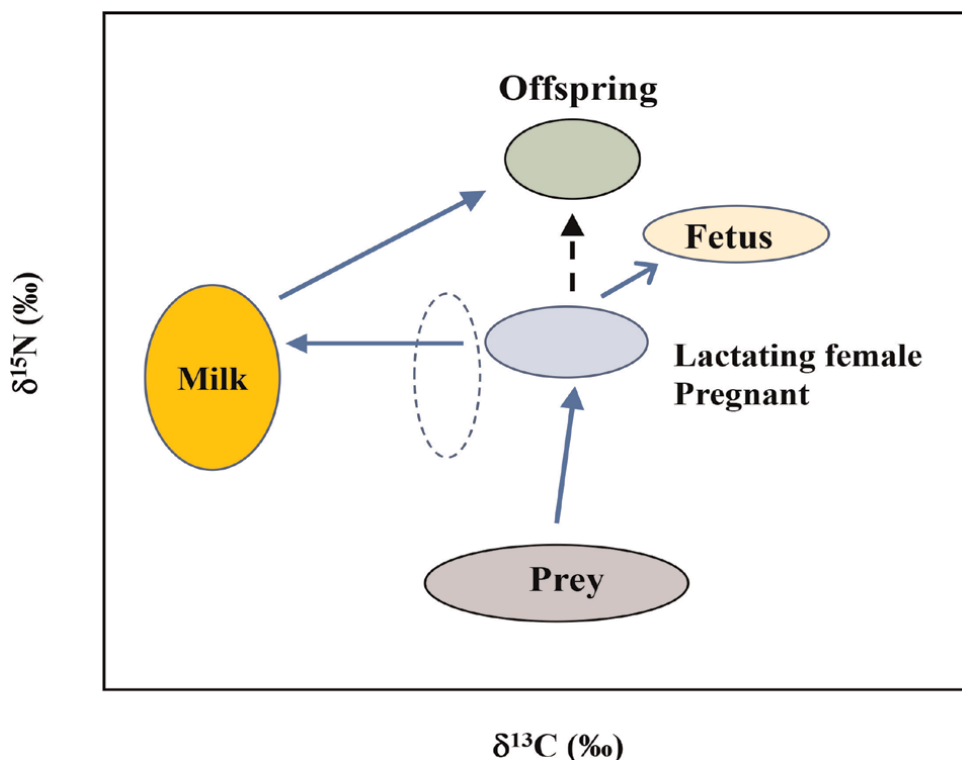 Offspring
Fetus
δ¹⁵N (‰)
Milk
Lactating female
Pregnant
Prey
δ¹³C (‰)